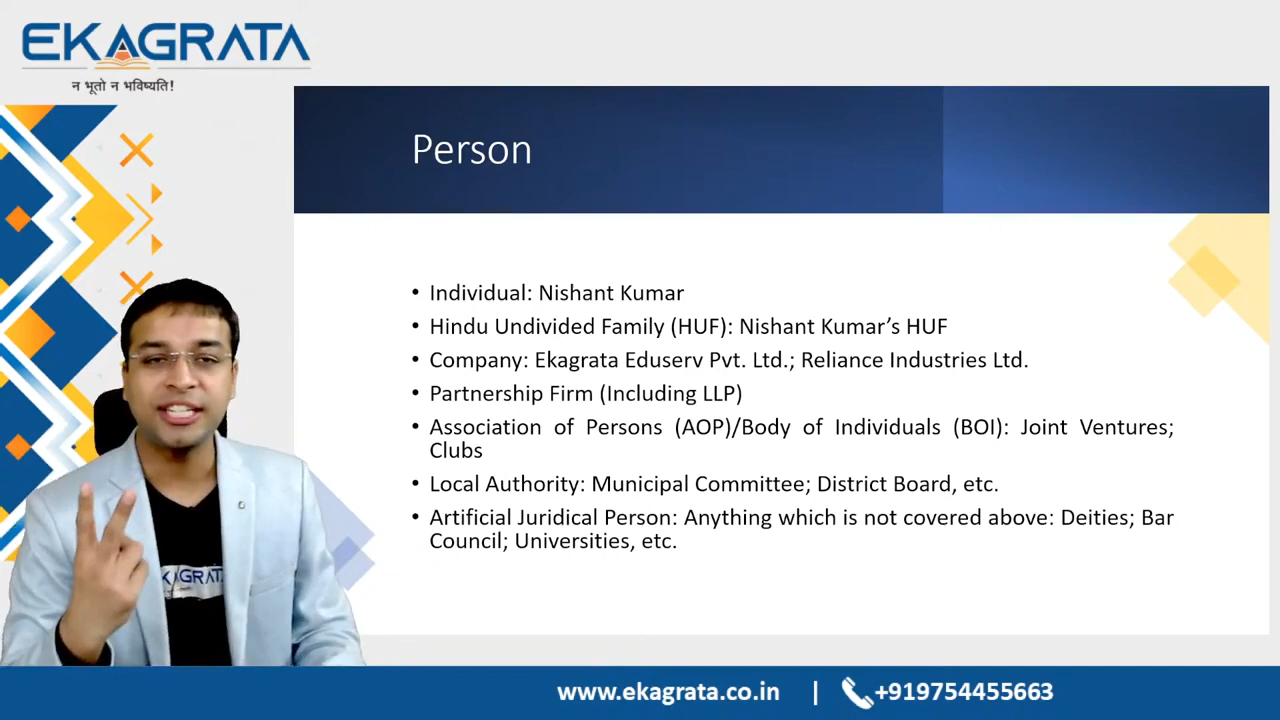 EKAGRATA
न भूतो न भविष्यति!
Person
• Individual: Nishant Kumar
• Hindu Undivided Family (HUF): Nishant Kumar’s HUF
• Company: Ekagrata Eduserv Pvt. Ltd.; Reliance Industries Ltd.
• Partnership Firm (Including LLP)
• Association of Persons (AOP)/Body of Individuals (BOI): Joint Ventures;
Clubs
• Local Authority: Municipal Committee; District Board, etc.
• Artificial Juridical Person: Anything which is not covered above: Deities; Bar
Council; Universities, etc.
EKAGRATA
www.ekagrata.co.in | +919754455663